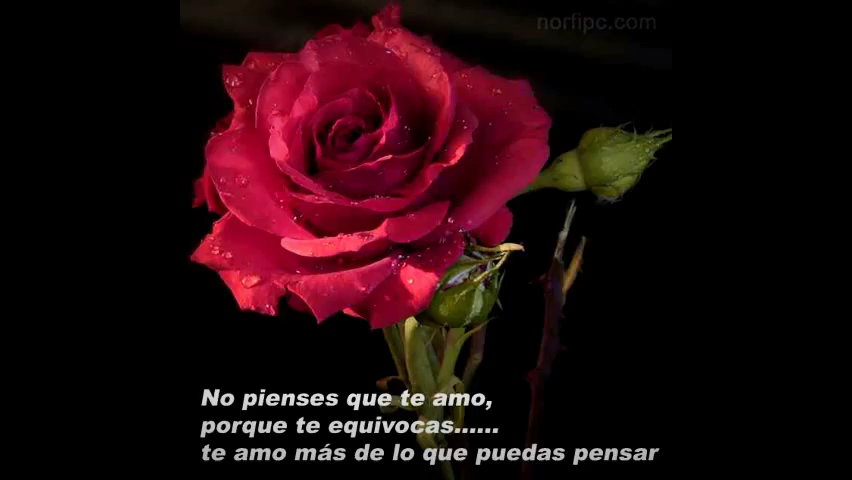 norfipc.com
No pienses que te amo,
porque te equivocas......
te amo más de lo que puedas pensar